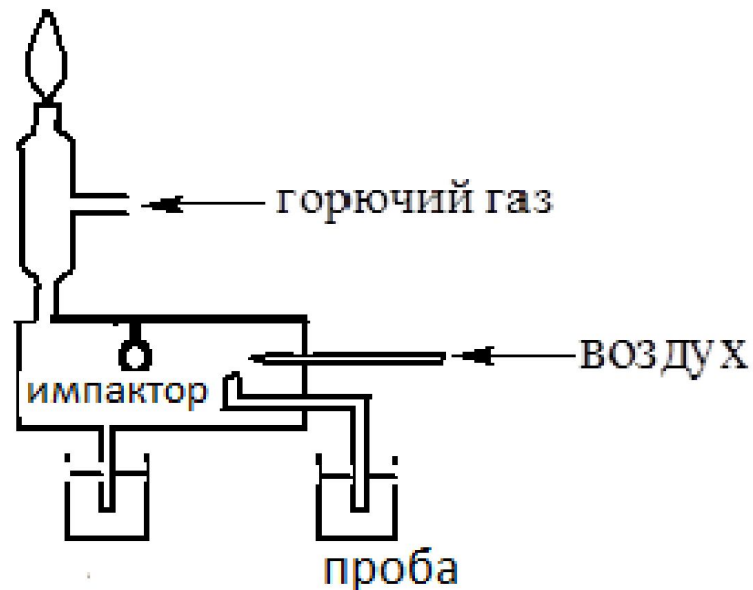 горючий газ
воздух
импактор
проба